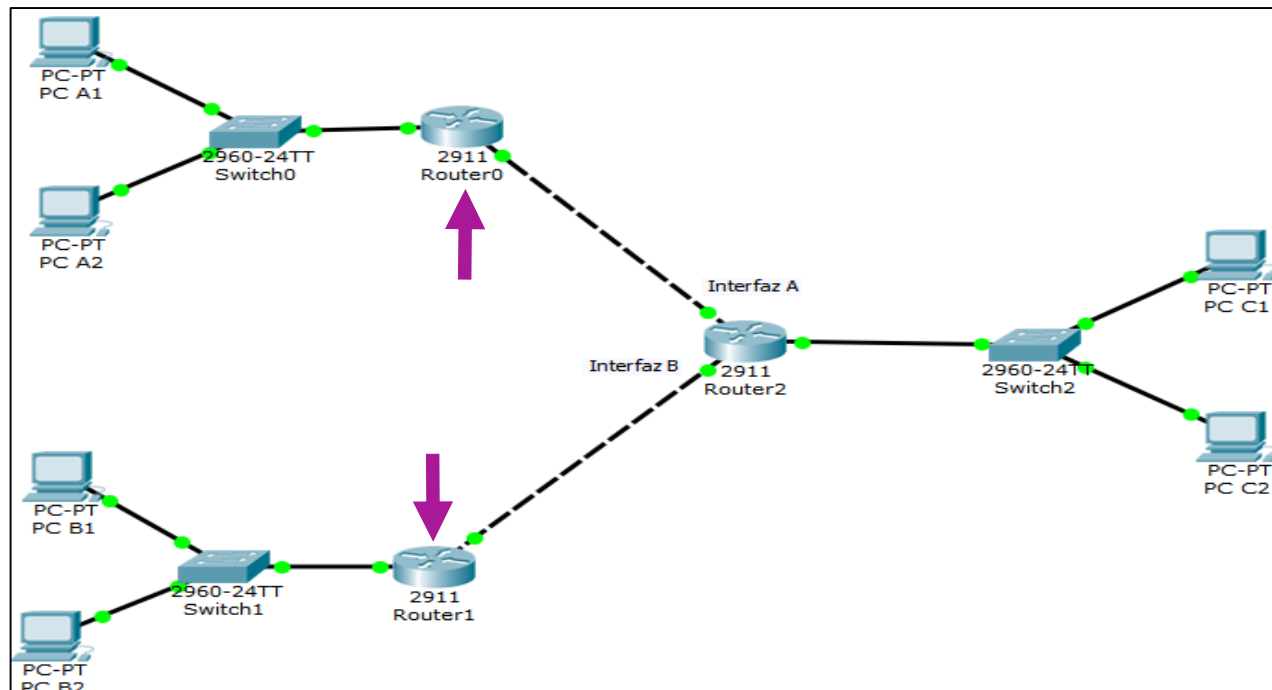 PC-PT
PC A1
2960-24TT
Switch0
2911
Router0
PC-PT
PC A2
Interfaz A
PC-PT
PC C1
Interfaz B
2911
Router2
2960-24TT
Switch2
PC-PT
PC C2
PC-PT
PC B1
2960-24TT
Switch1
2911
Router1
PC-PT
PC B2